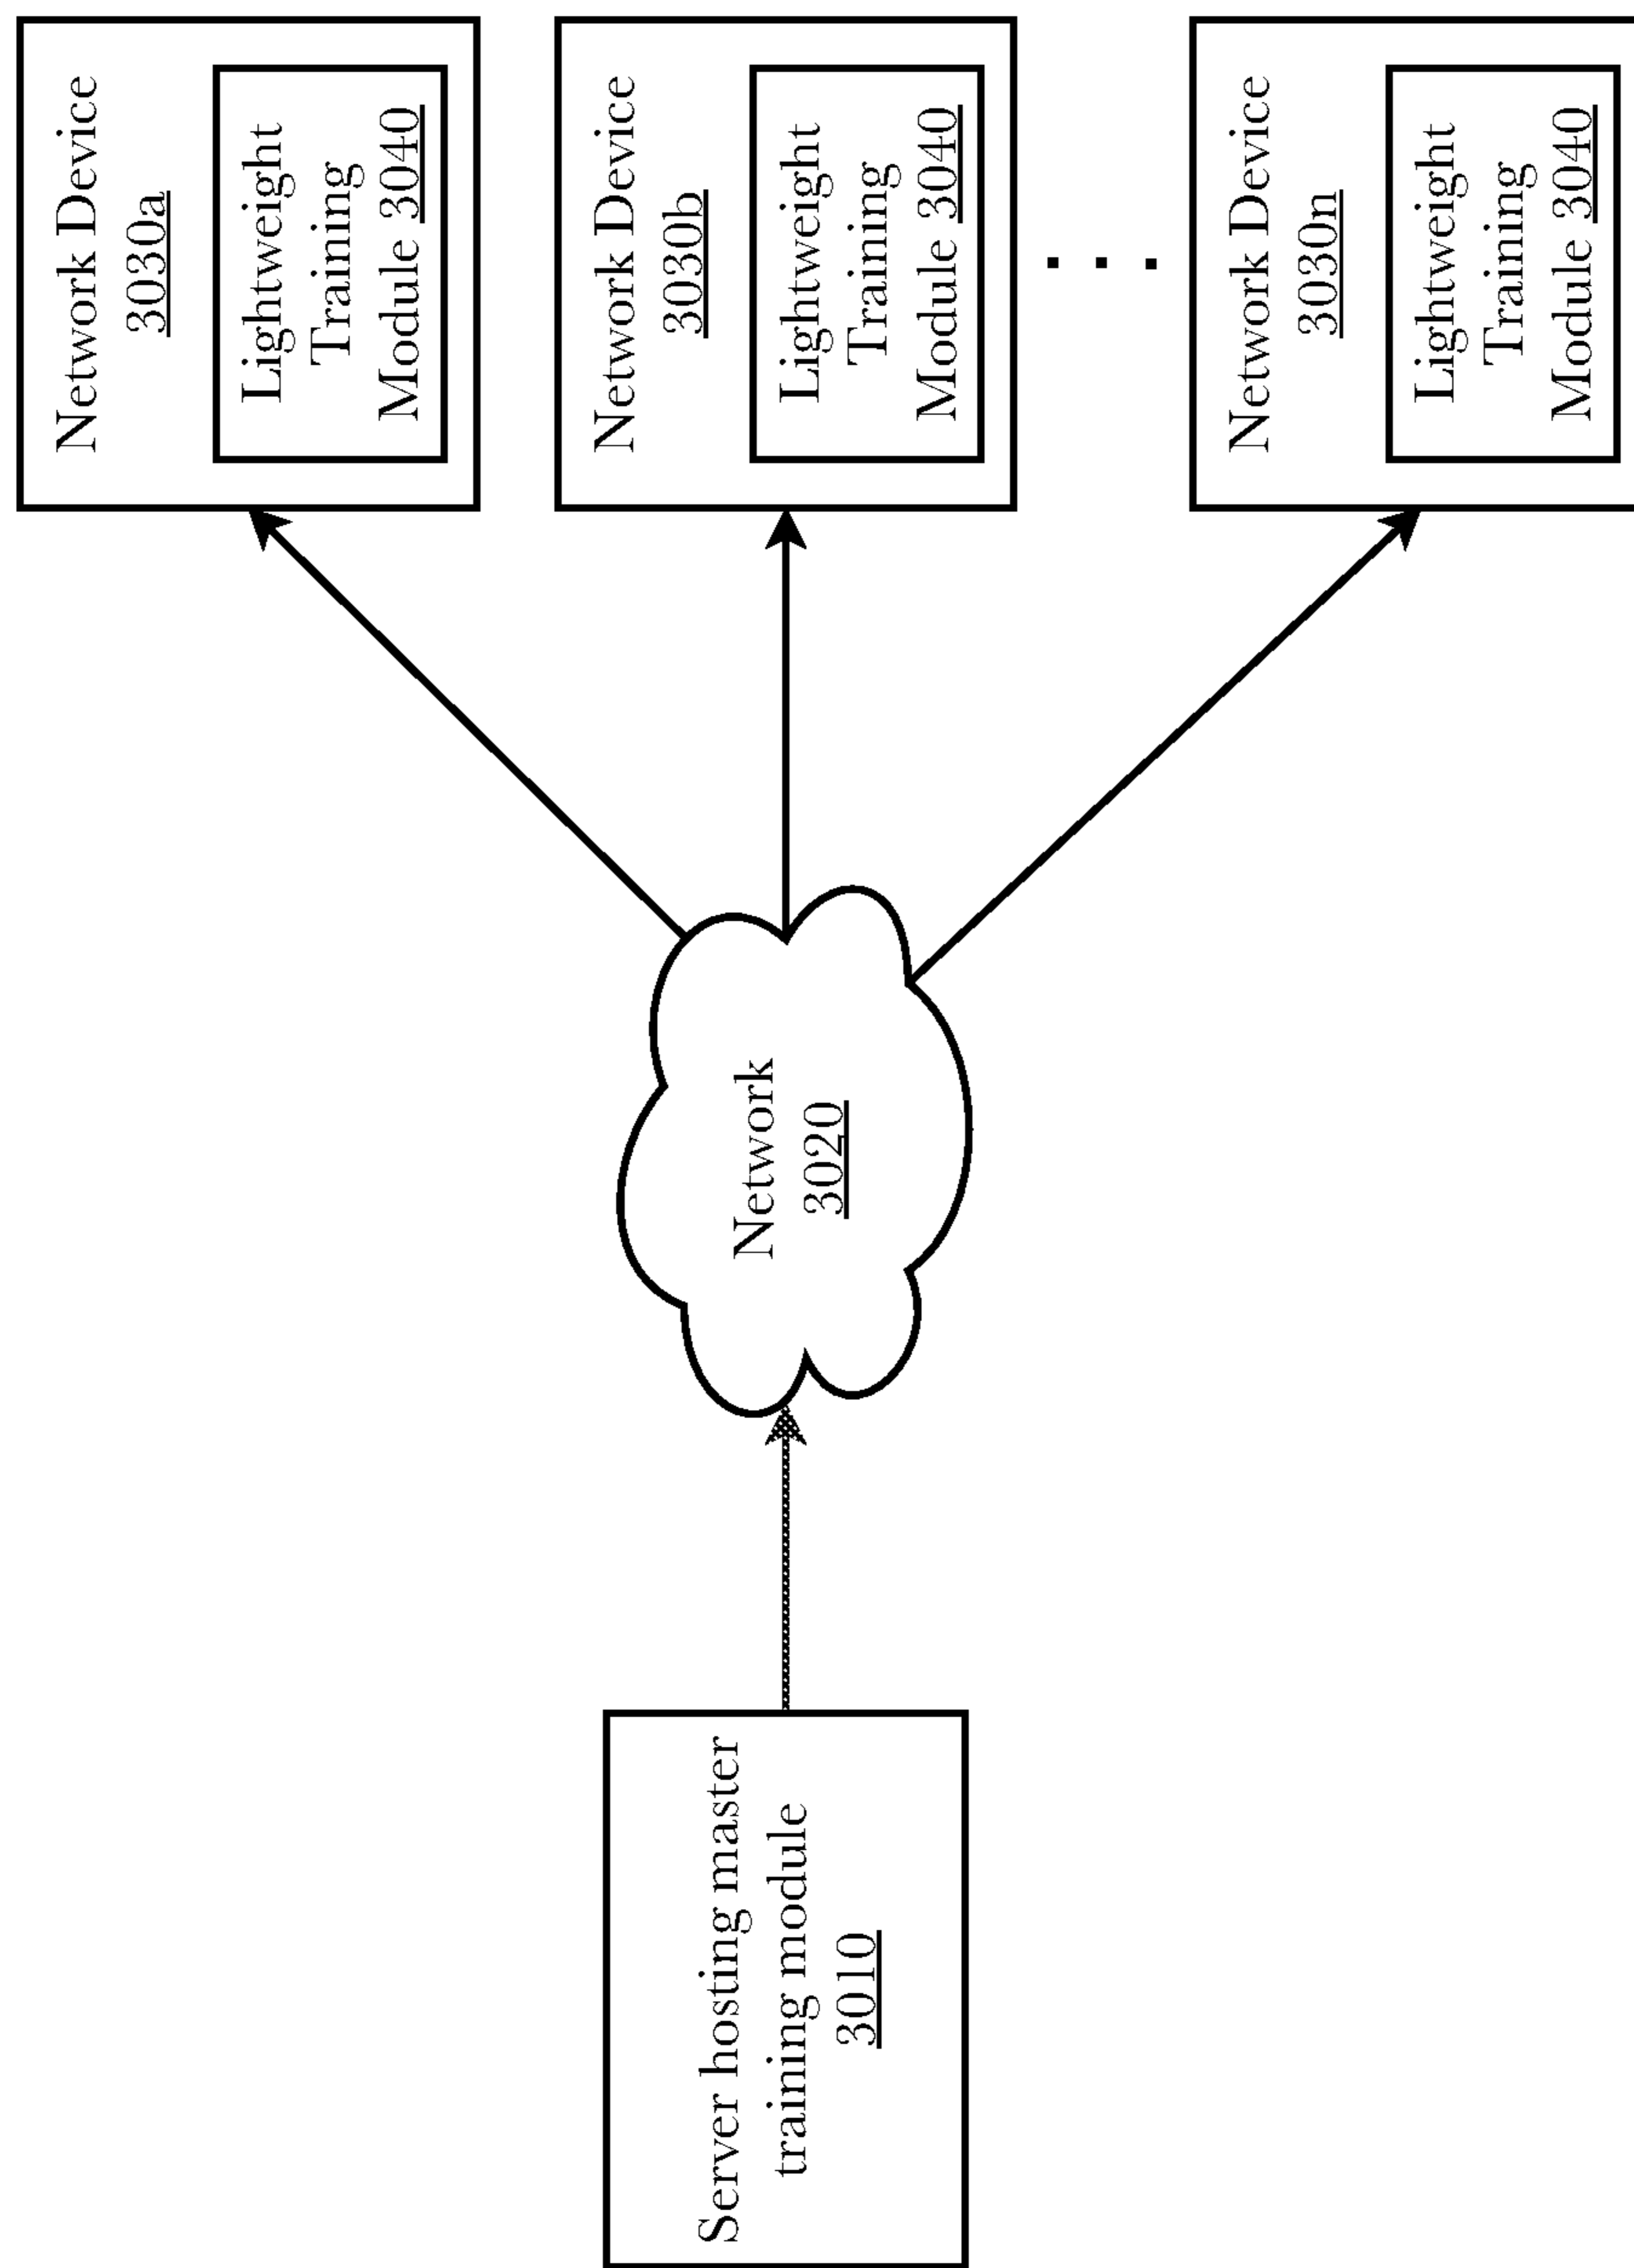 Server hosting master
training module
3010
Network
3020
Network Device
3030a
Lightweight
Training
Module 3040
Network Device
3030b
Lightweight
Training
Module 3040
Network Device
3030n
Lightweight
Training
Module 3040